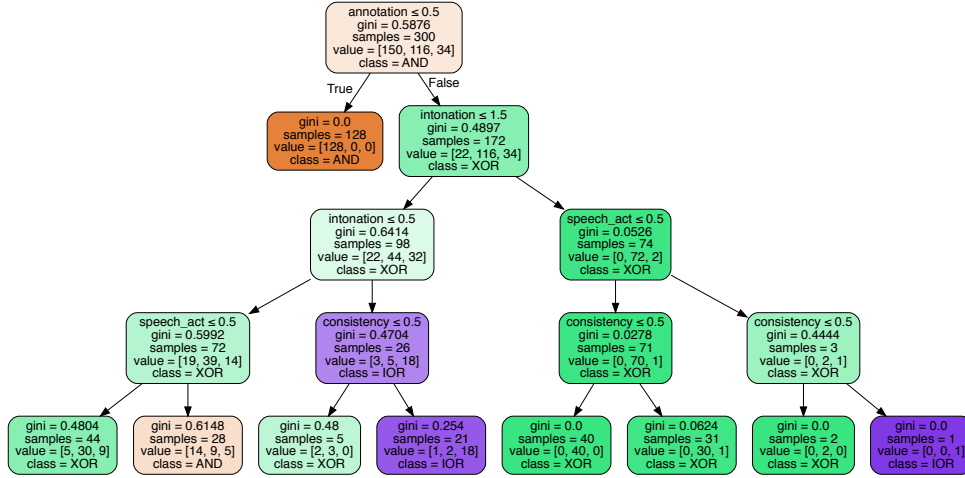 annotation ≤ 0.5
gini = 0.5876
samples = 300
value = [150, 116, 34]
class = AND
True
False
gini = 0.0
samples = 128
value = [128, 0, 0]
class = AND
intonation ≤ 1.5
gini = 0.4897
samples = 172
value = [22, 116, 34]
class = XOR
intonation ≤ 0.5
gini = 0.6414
samples = 98
value = [22, 44, 32]
class = XOR
speech_act ≤ 0.5
gini = 0.0526
samples = 74
value = [0, 72, 2]
class = XOR
speech_act ≤ 0.5
gini = 0.5992
samples = 72
value = [19, 39, 14]
class = XOR
consistency ≤ 0.5
gini = 0.4704
samples = 26
value = [3, 5, 18]
class = IOR
consistency ≤ 0.5
gini = 0.0278
samples = 71
value = [0, 70, 1]
class = XOR
consistency ≤ 0.5
gini = 0.4444
samples = 3
value = [0, 2, 1]
class = XOR
gini = 0.4804
samples = 44
value = [5, 30, 9]
class = XOR
gini = 0.6148
samples = 28
value = [14, 9, 5]
class = AND
gini = 0.48
samples = 5
value = [2, 3, 0]
class = XOR
gini = 0.254
samples = 21
value = [1, 2, 18]
class = IOR
gini = 0.0
samples = 40
value = [0, 40, 0]
class = XOR
gini = 0.0624
samples = 31
value = [0, 30, 1]
class = XOR
gini = 0.0
samples = 2
value = [0, 2, 0]
class = XOR
gini = 0.0
samples = 1
value = [0, 0, 1]
class = IOR